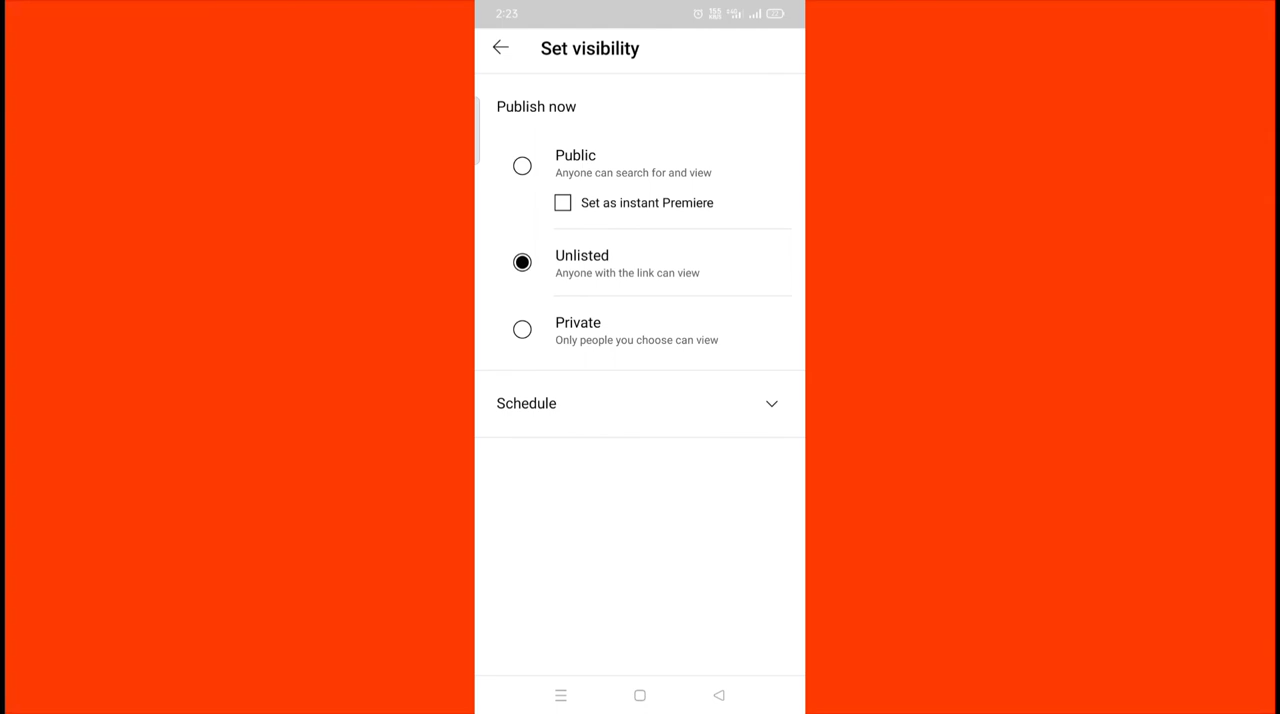 2:23
Set visibility
Publish now
Public
Anyone can search for and view
Set as instant Premiere
Unlisted
Anyone with the link can view
Private
Only people you choose can view
Schedule